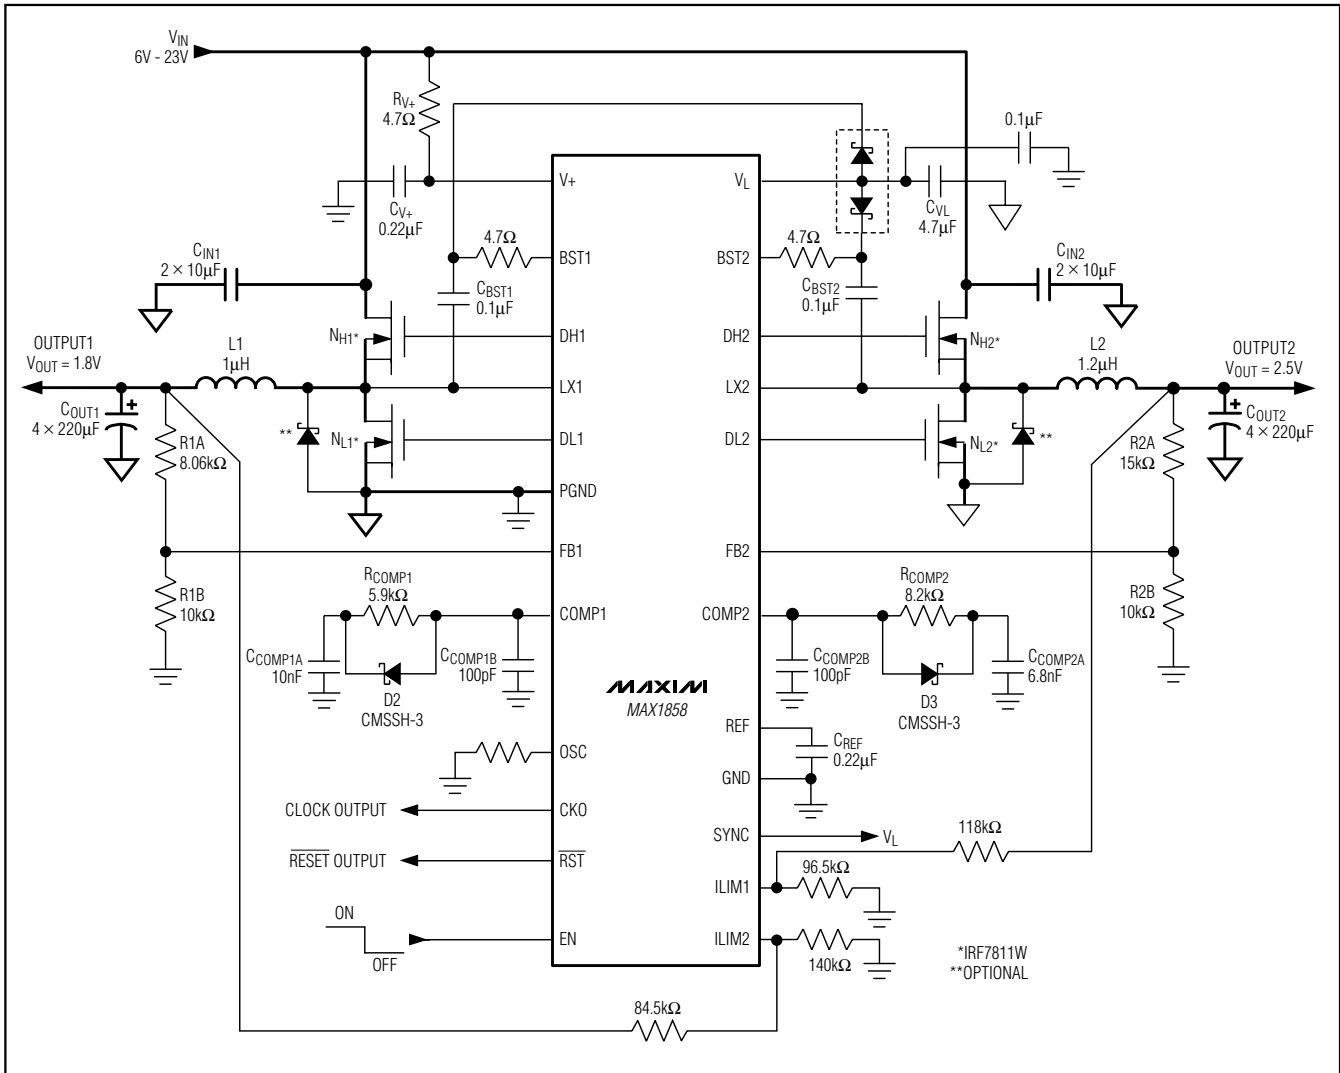 V_IN
6V - 23V
R_V+
4.7Ω
0.1μF
V+
C_V+
0.22μF
V_L
C_VL
4.7μF
4.7Ω
BST1
4.7Ω
BST2
C_IN1
2 × 10μF
C_BST1
0.1μF
C_BST2
0.1μF
C_IN2
2 × 10μF
N_H1*
DH1
DH2
N_H2*
OUTPUT1
V_OUT = 1.8V
L1
1μH
LX1
LX2
L2
1.2μH
OUTPUT2
V_OUT = 2.5V
C_OUT1
4 × 220μF
+
R1A
8.06kΩ
**
N_L1*
DL1
DL2
N_L2*
**
R2A
15kΩ
+
C_OUT2
4 × 220μF
PGND
FB1
FB2
R1B
10kΩ
R_COMP1
5.9kΩ
COMP1
COMP2
R_COMP2
8.2kΩ
R2B
10kΩ
C_COMP1A
10nF
D2
CMSSH-3
C_COMP1B
100pF
C_COMP2B
100pF
D3
CMSSH-3
C_COMP2A
6.8nF
MAXIM
MAX1858
REF
C_REF
0.22μF
OSC
GND
CLOCK OUTPUT
CKO
SYNC
V_L
118kΩ
RESET OUTPUT
RST
ILIM1
96.5kΩ
ON
OFF
EN
ILIM2
140kΩ
*IRF7811W
**OPTIONAL
84.5kΩ